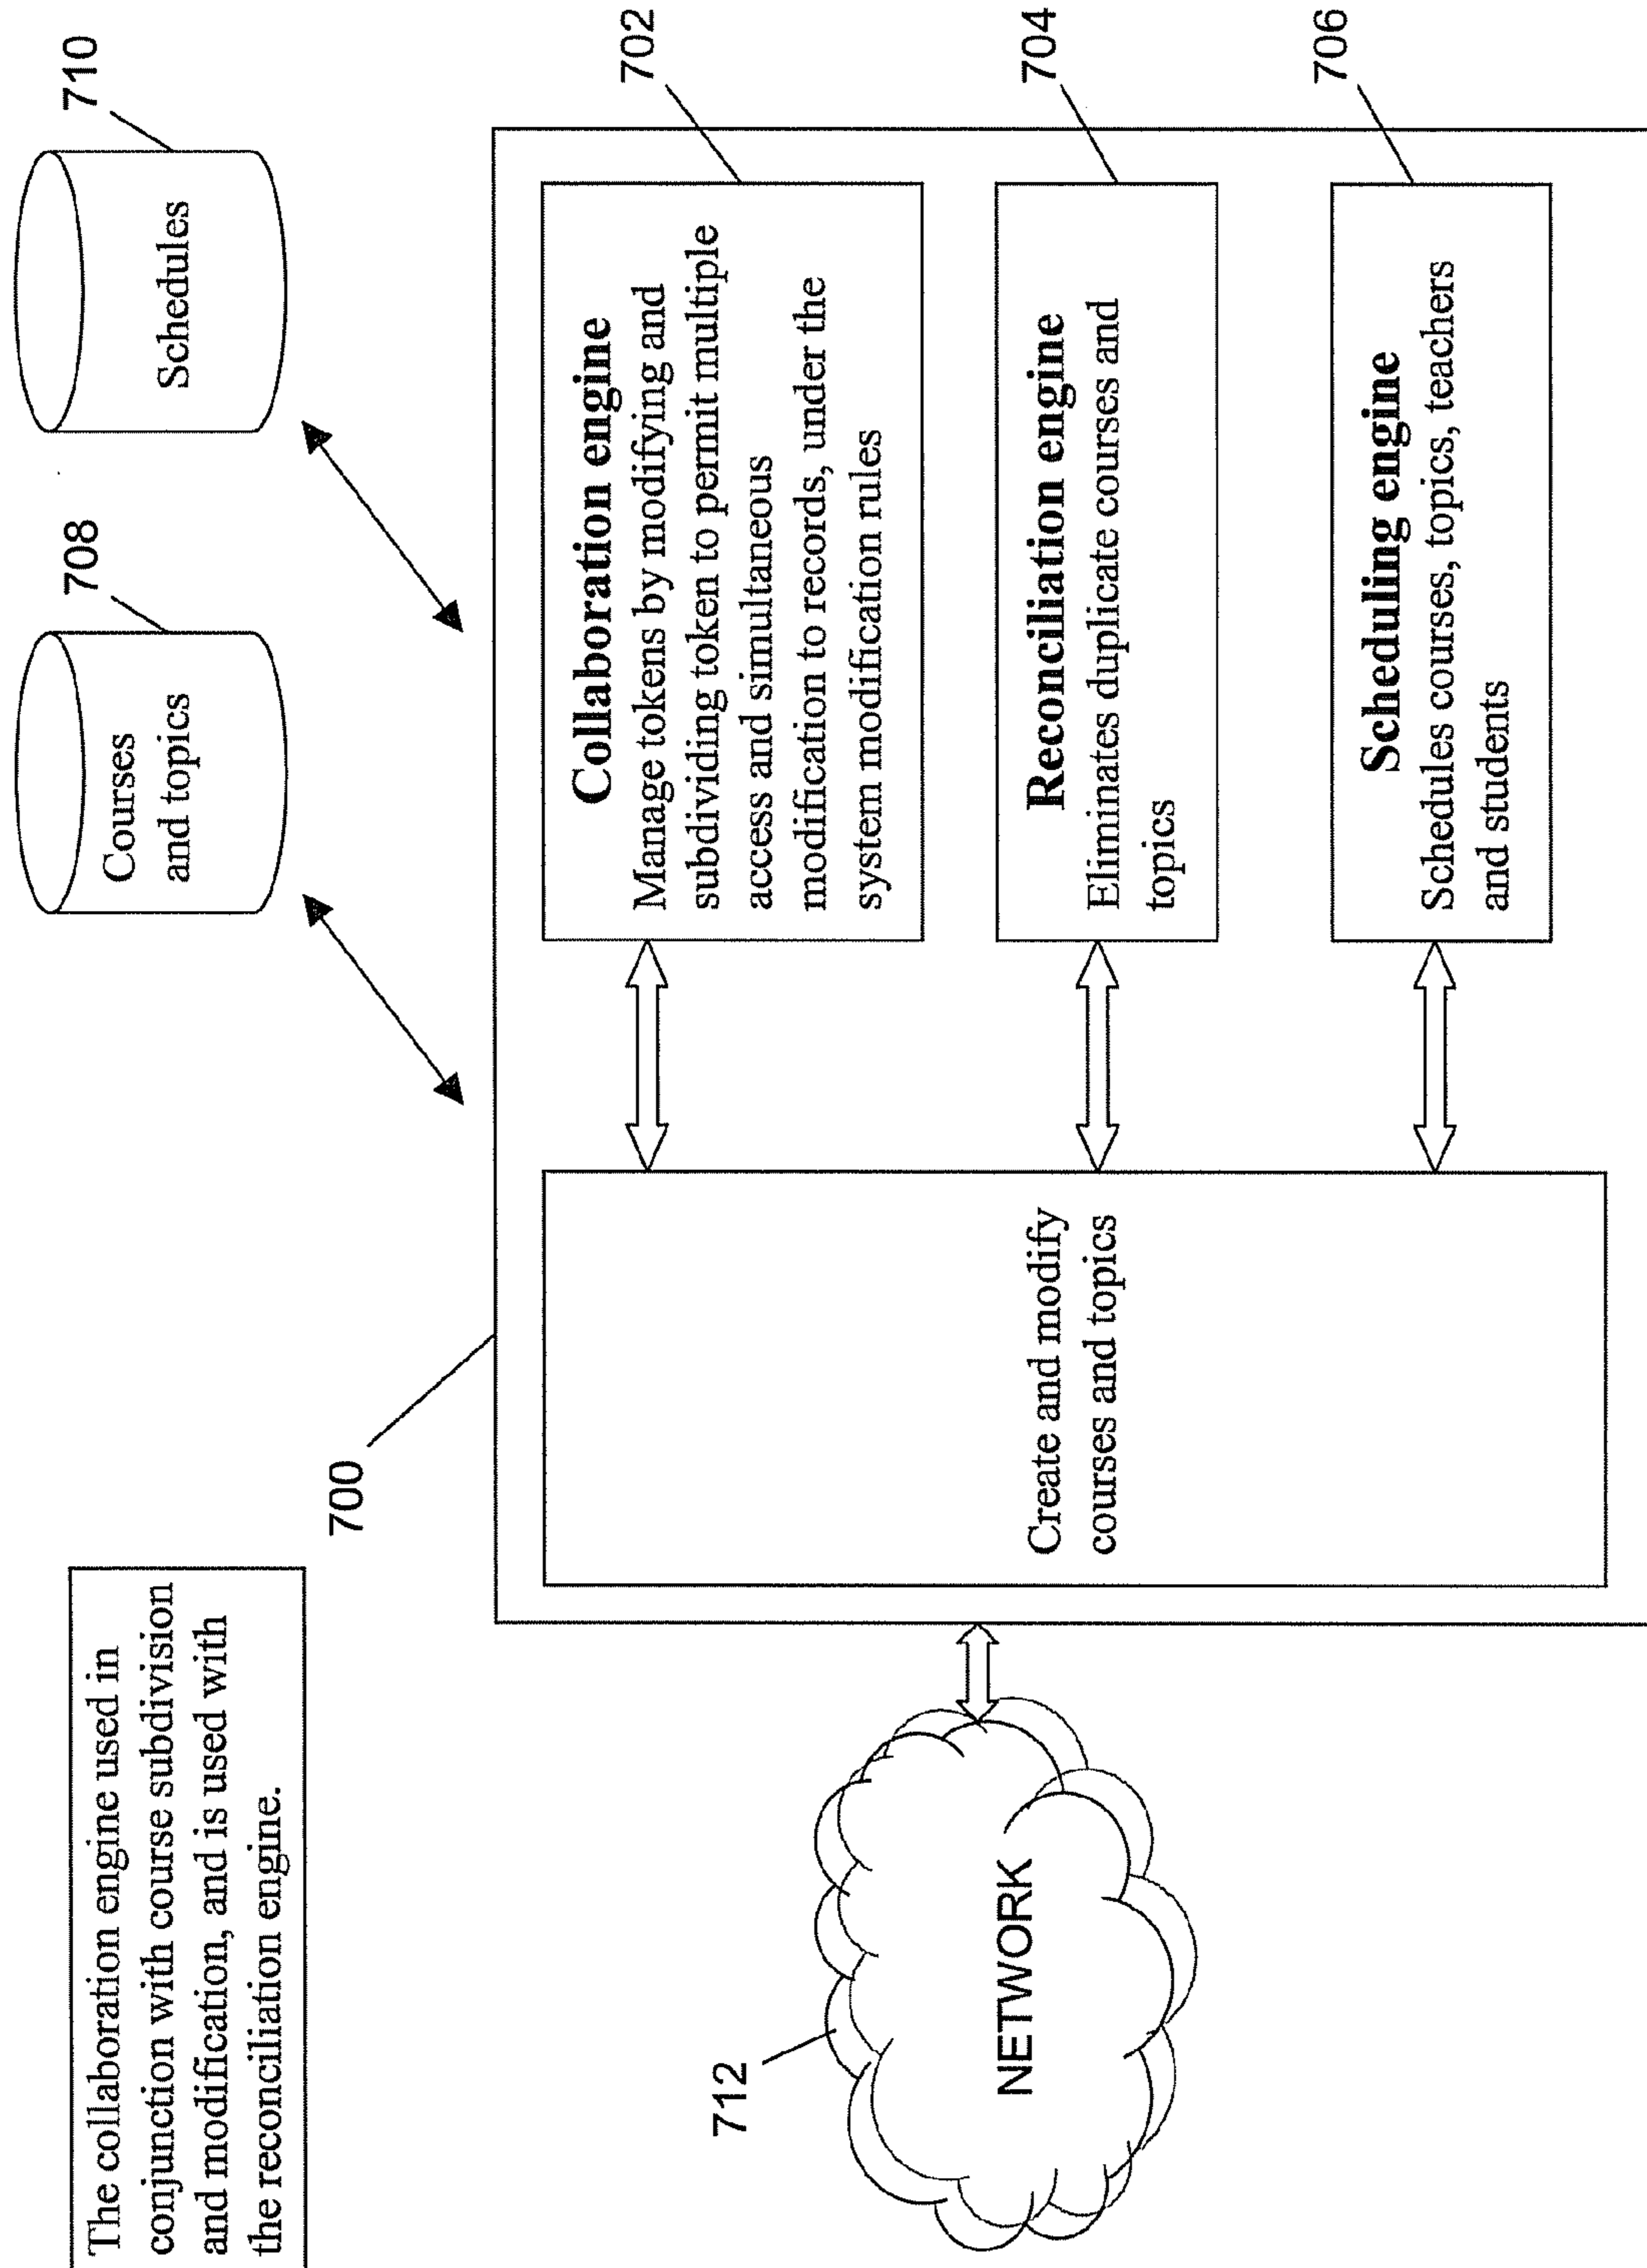 The collaboration engine used in
conjunction with course subdivision
and modification, and is used with
the reconciliation engine.
700
Courses
and topics
708
Schedules
710
712
NETWORK
Create and modify
courses and topics
Collaboration engine
Manage tokens by modifying and
subdividing token to permit multiple
access and simultaneous
modification to records, under the
system modification rules
702
Reconciliation engine
Eliminates duplicate courses and
topics
704
Scheduling engine
Schedules courses, topics, teachers
and students
706